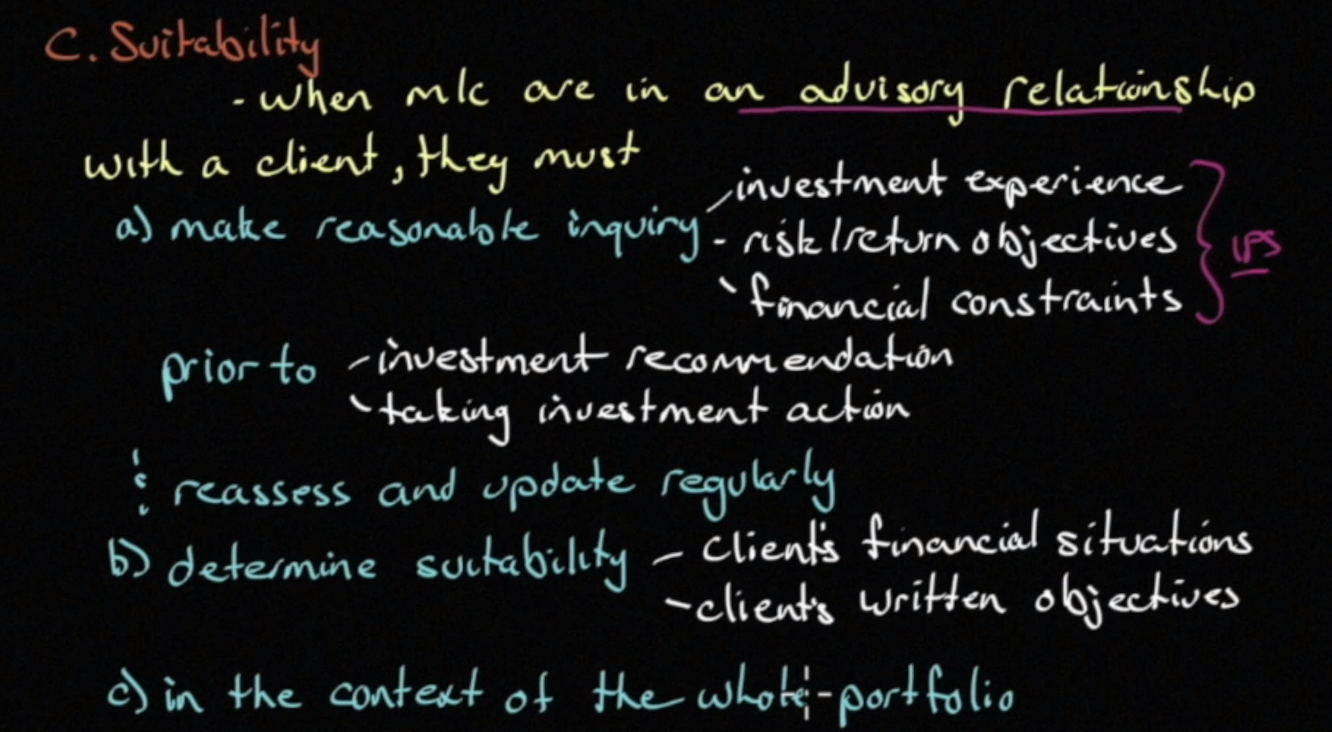 C. Suitability
- when m/c are in an advisory relationship
with a client, they must
a) make reasonable inquiry
- investment experience
- risk/return objectives
- financial constraints
IPS
prior to - investment recommendation
- taking investment action
& reassess and update regularly
b) determine suitability - client's financial situations
- client's written objectives
c) in the context of the whole-portfolio